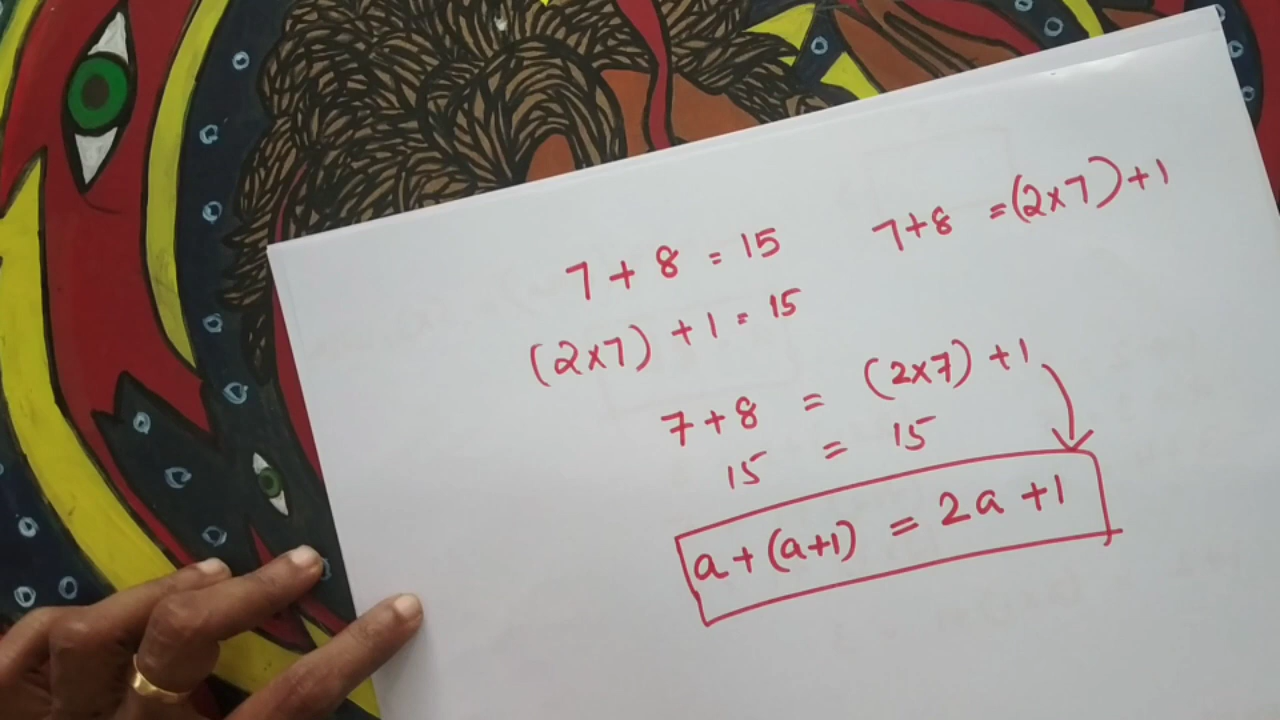 7 + 8 = 15
7+8 = (2x7) + 1
(2x7) + 1 = 15
7+8 = (2x7) +1
15 = 15
a + (a+1) = 2a +1